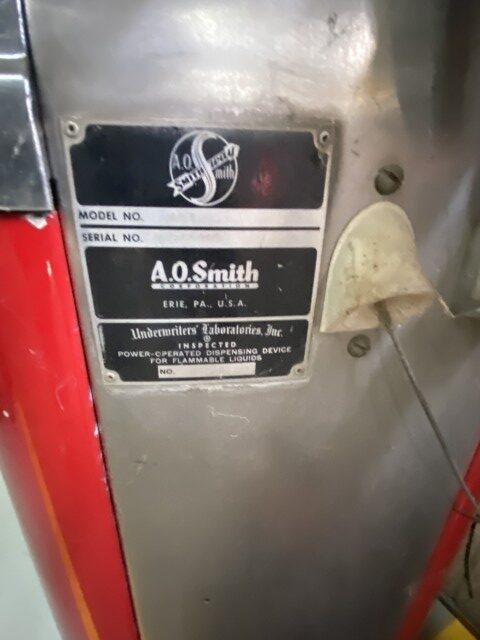 A.O.
SMITHWAY
Smith
MODEL NO.
SERIAL NO.
A.O.Smith
CORPORATION
ERIE, PA., U.S.A.
Underwriters' Laboratories, Inc.
®
INSPECTED
POWER-OPERATED DISPENSING DEVICE
FOR FLAMMABLE LIQUIDS
NO.